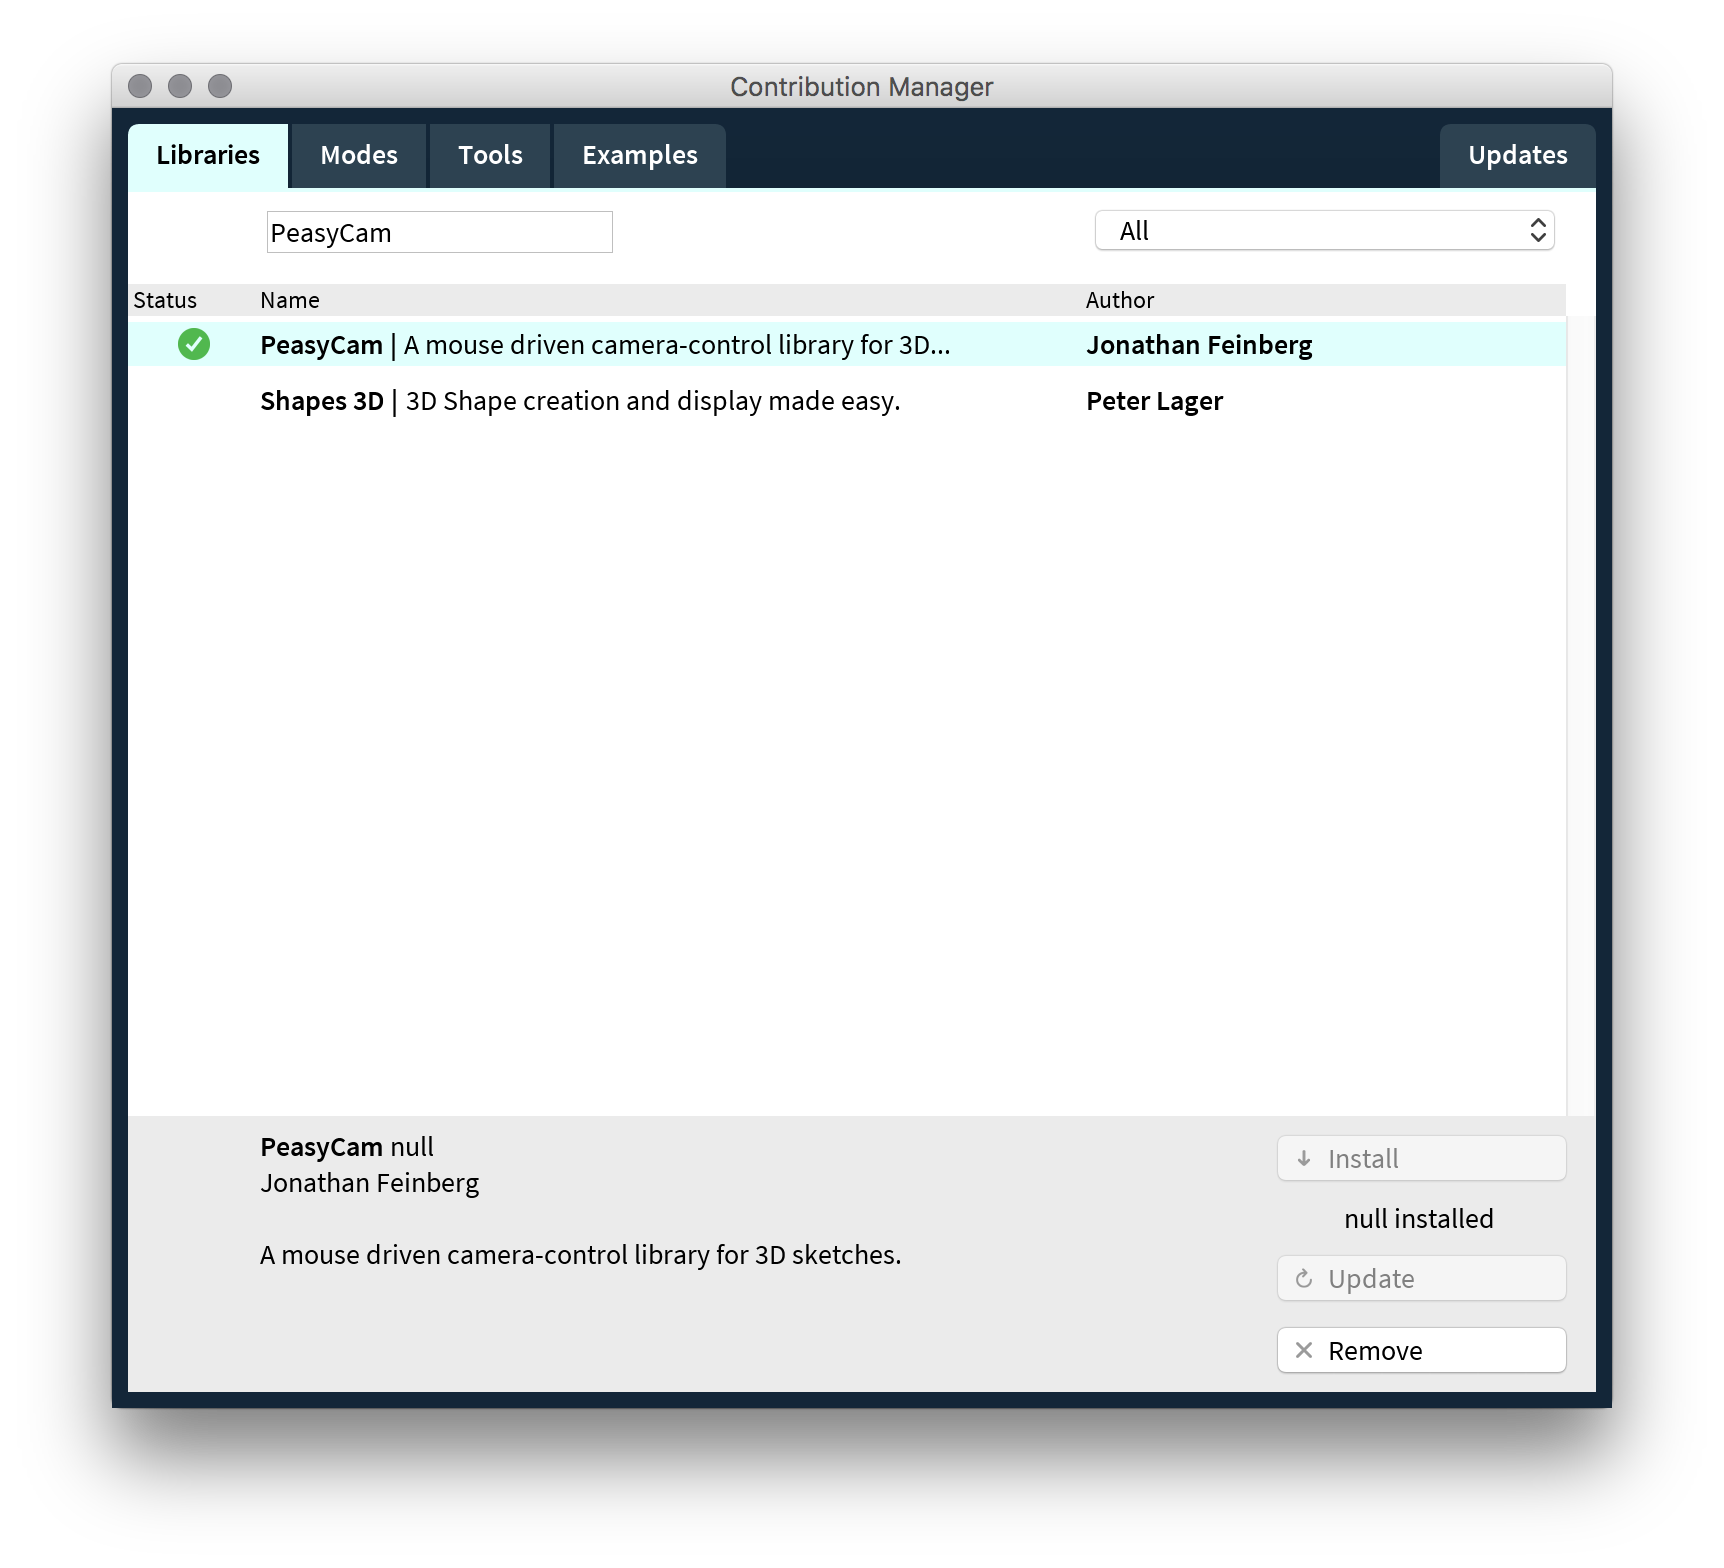 Contribution Manager
Libraries Modes Tools Examples Updates
PeasyCam All
Status Name Author
PeasyCam | A mouse driven camera-control library for 3D... Jonathan Feinberg
Shapes 3D | 3D Shape creation and display made easy. Peter Lager
PeasyCam null
Jonathan Feinberg
A mouse driven camera-control library for 3D sketches.
Install
null installed
Update
Remove